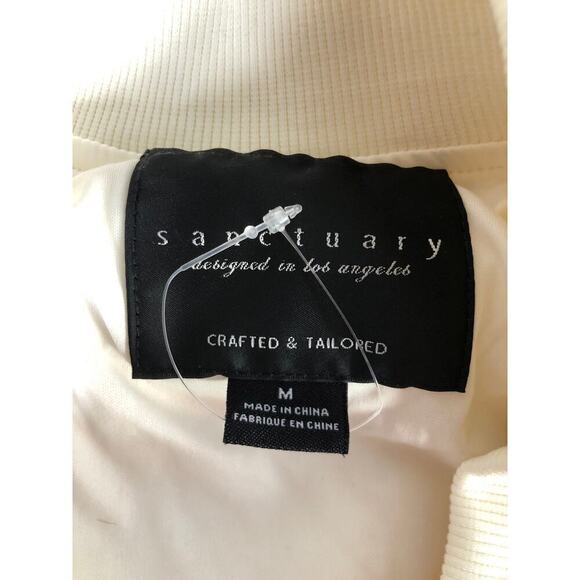 sanctuary
designed in los angeles
CRAFTED & TAILORED
M
MADE IN CHINA
FABRIQUE EN CHINE